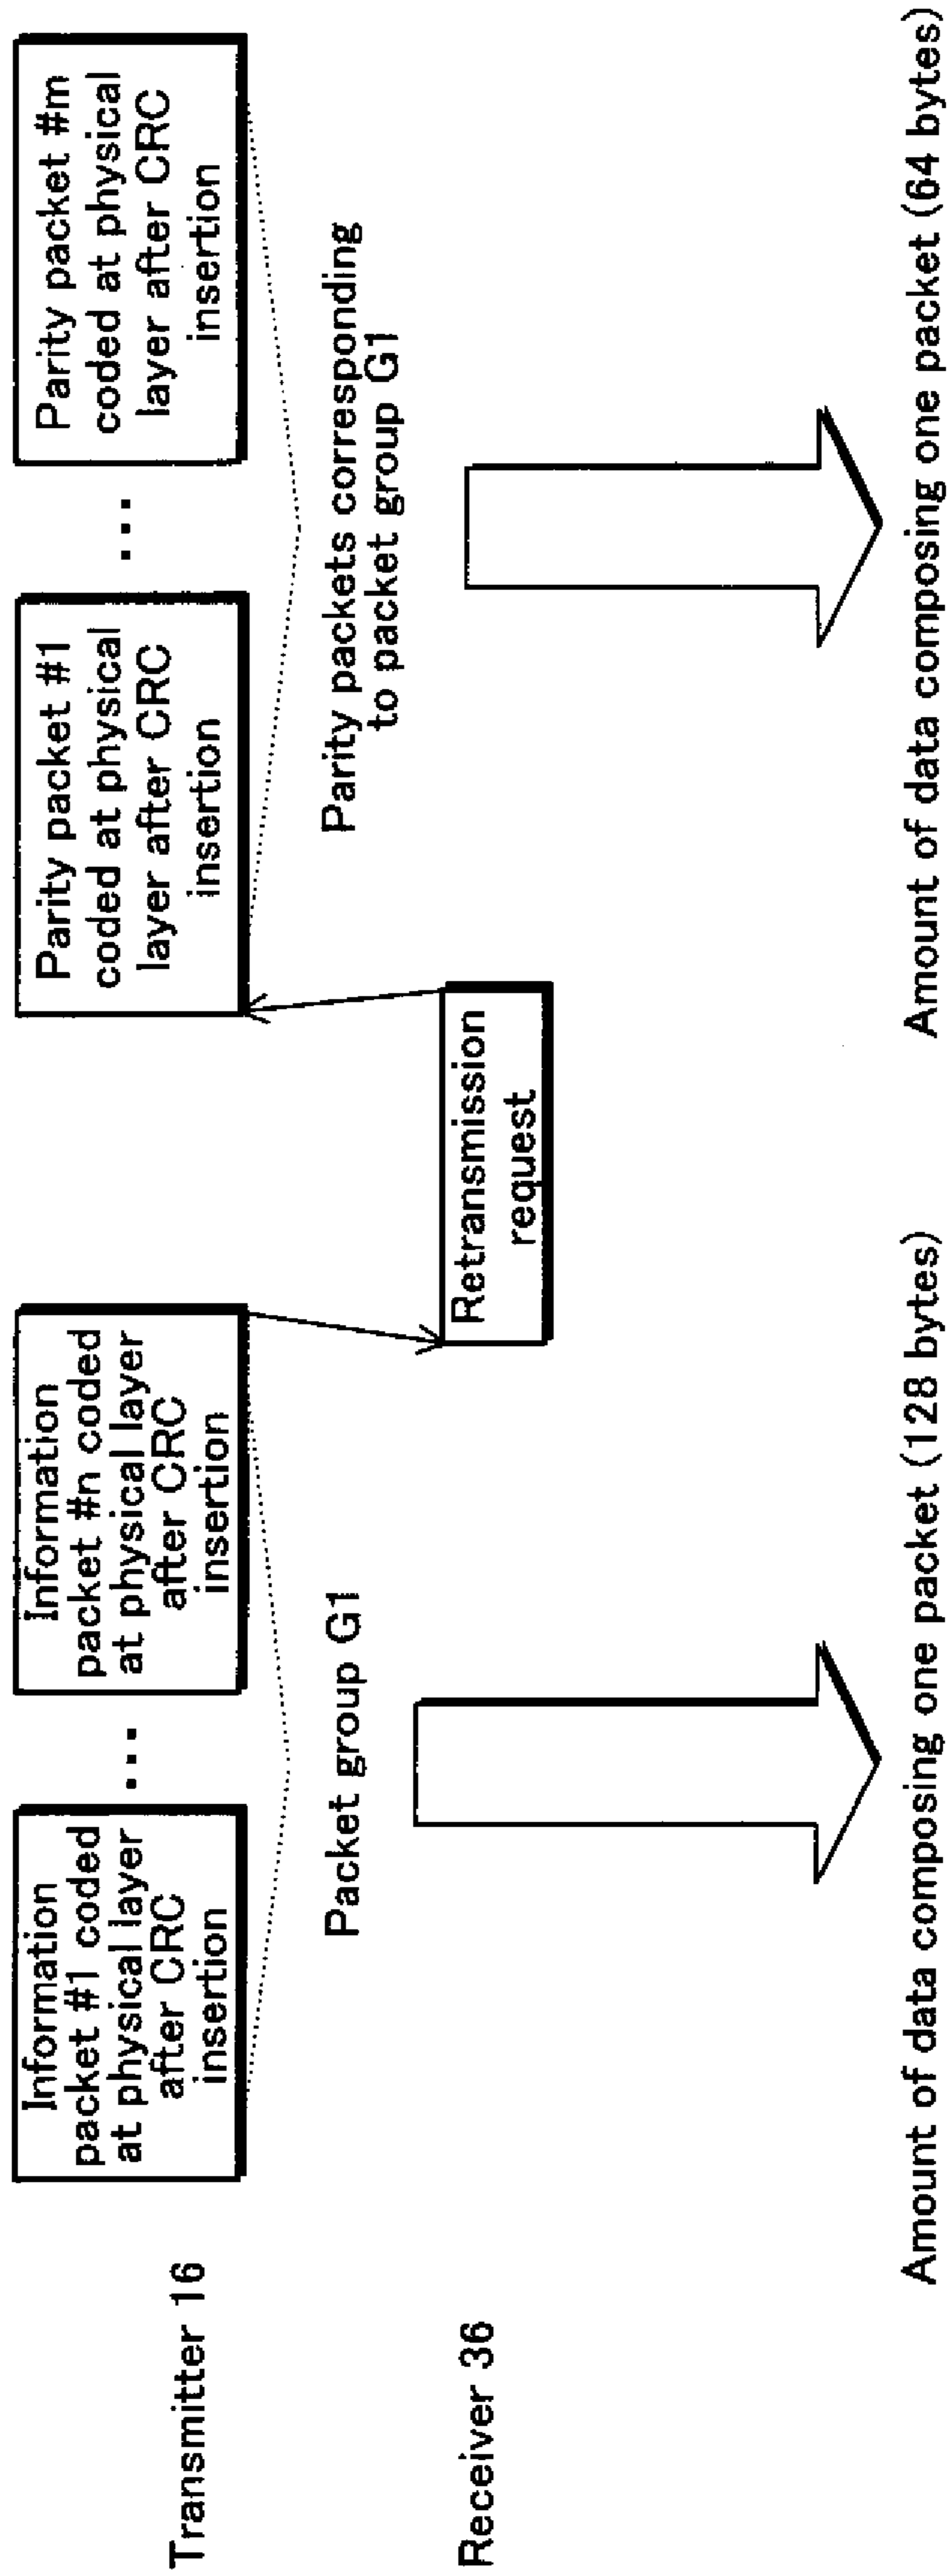 Transmitter 16
Information
packet #1 coded
at physical layer
after CRC
insertion
...
Information
packet #n coded
at physical layer
after CRC
insertion
Parity packet #1
coded at physical
layer after CRC
insertion
...
Parity packet #m
coded at physical
layer after CRC
insertion
Packet group G1
Parity packets corresponding
to packet group G1
Receiver 36
Retransmission
request
Amount of data composing one packet (128 bytes)
Amount of data composing one packet (64 bytes)